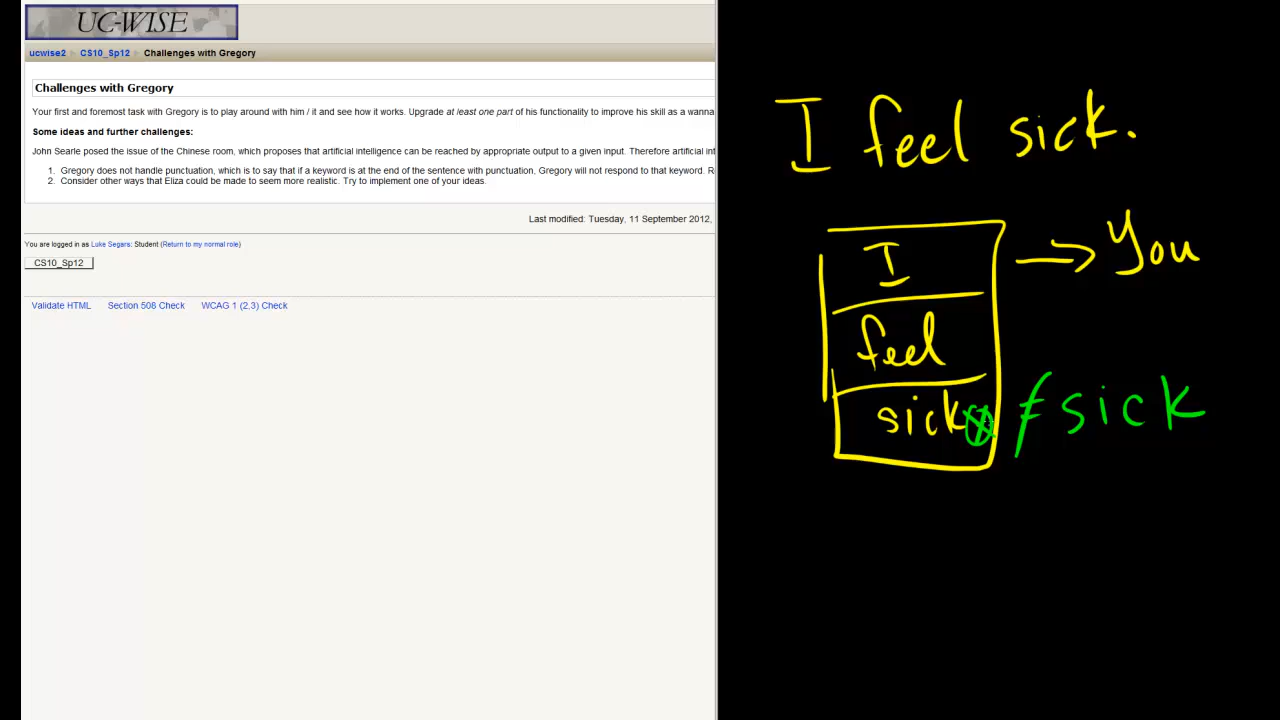 UC-WISE
ucwise2 ► CS10_Sp12 ► Challenges with Gregory
Challenges with Gregory
Your first and foremost task with Gregory is to play around with him / it and see how it works. Upgrade at least one part of his functionality to improve his skill as a wanna
Some ideas and further challenges:
John Searle posed the issue of the Chinese room, which proposes that artificial intelligence can be reached by appropriate output to a given input. Therefore artificial int
1. Gregory does not handle punctuation, which is to say that if a keyword is at the end of the sentence with punctuation, Gregory will not respond to that keyword. R
2. Consider other ways that Eliza could be made to seem more realistic. Try to implement one of your ideas.
Last modified: Tuesday, 11 September 2012,
You are logged in as Luke Segars: Student (Return to my normal role)
CS10_Sp12
Validate HTML Section 508 Check WCAG 1 (2,3) Check
I feel sick.
I → You
feel
sick. ≠ sick